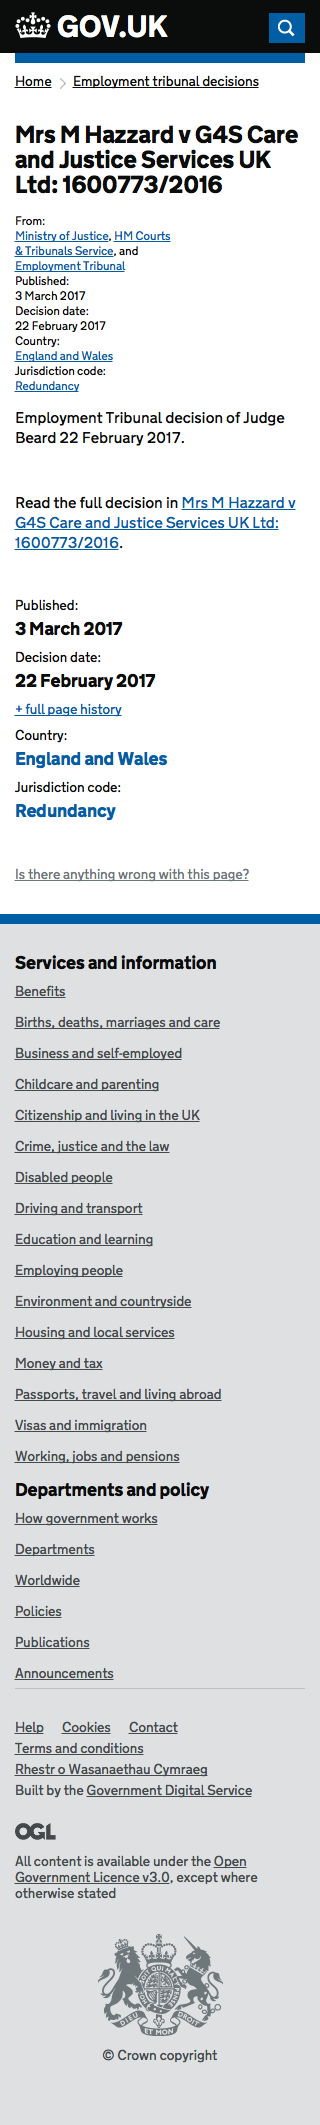 GOV.UK
Home
Employment tribunal decisions
Mrs M Hazzard v G4S Care
and Justice Services UK
Ltd: 1600773/2016
From:
Ministry of Justice, HM Courts
& Tribunals Service, and
Employment Tribunal
Published:
3 March 2017
Decision date:
22 February 2017
Country:
England and Wales
Jurisdiction code:
Redundancy
Employment Tribunal decision of Judge
Beard 22 February 2017.
Read the full decision in Mrs M Hazzard v
G4S Care and Justice Services UK Ltd:
1600773/2016.
Published:
3 March 2017
Decision date:
22 February 2017
+ full page history
Country:
England and Wales
Jurisdiction code:
Redundancy
Is there anything wrong with this page?
Services and information
Benefits
Births, deaths, marriages and care
Business and self-employed
Childcare and parenting
Citizenship and living in the UK
Crime, justice and the law
Disabled people
Driving and transport
Education and learning
Employing people
Environment and countryside
Housing and local services
Money and tax
Passports, travel and living abroad
Visas and immigration
Working, jobs and pensions
Departments and policy
How government works
Departments
Worldwide
Policies
Publications
Announcements
Help Cookies Contact
Terms and conditions
Rhestr o Wasanaethau Cymraeg
Built by the Government Digital Service
OGL
All content is available under the Open
Government Licence v3.0, except where
otherwise stated
DIEU ET MON DROIT
© Crown copyright